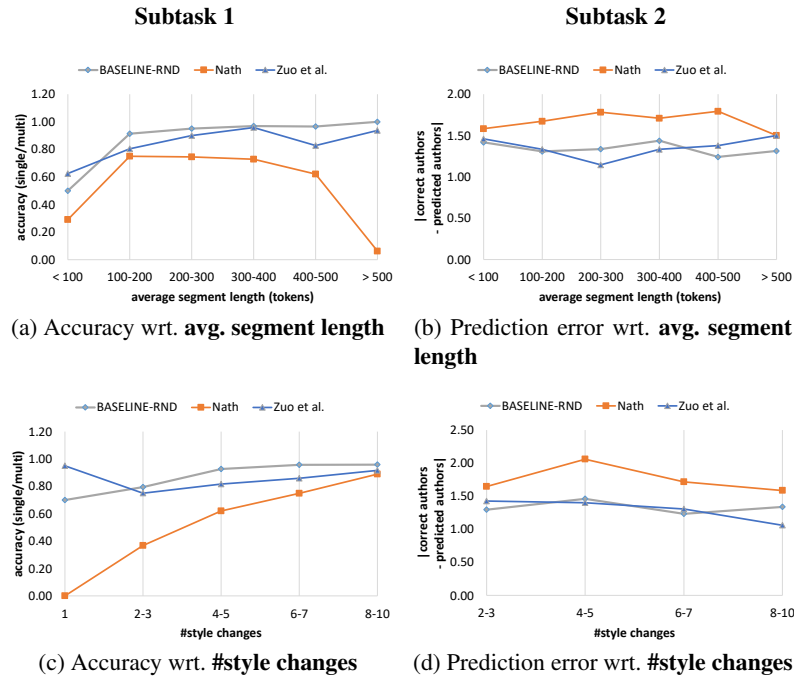 Subtask 1
Subtask 2
BASELINE-RND Nath Zuo et al.
accuracy (single/multi)
1.20
1.00
0.80
0.60
0.40
0.20
0.00
< 100 100-200 200-300 300-400 400-500 > 500
average segment length (tokens)
(a) Accuracy wrt. avg. segment length
BASELINE-RND Nath Zuo et al.
|correct authors
- predicted authors|
2.00
1.50
1.00
0.50
0.00
< 100 100-200 200-300 300-400 400-500 > 500
average segment length (tokens)
(b) Prediction error wrt. avg. segment
length
BASELINE-RND Nath Zuo et al.
accuracy (single/multi)
1.20
1.00
0.80
0.60
0.40
0.20
0.00
1 2-3 4-5 6-7 8-10
#style changes
(c) Accuracy wrt. #style changes
BASELINE-RND Nath Zuo et al.
|correct authors
- predicted authors|
2.50
2.00
1.50
1.00
0.50
0.00
2-3 4-5 6-7 8-10
#style changes
(d) Prediction error wrt. #style changes